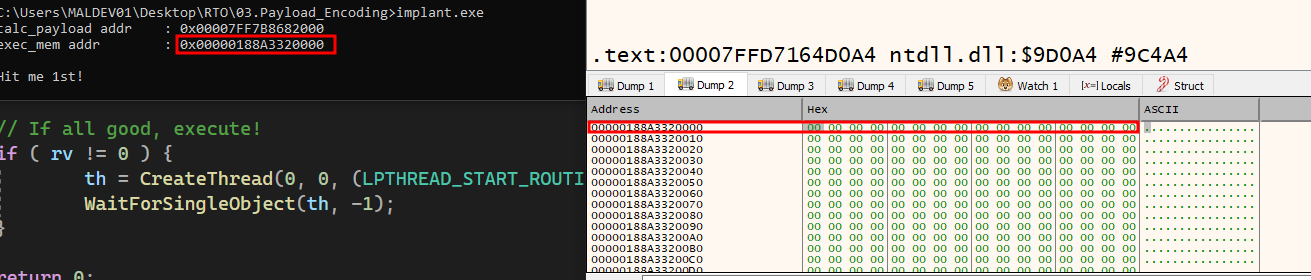 C:\Users\MALDEV01\Desktop\RTO\03.Payload_Encoding>implant.exe
calc_payload addr : 0x00007FF7B8682000
exec_mem addr : 0x00000188A3320000
Hit me 1st!
// If all good, execute!
if ( rv != 0 ) {
th = CreateThread(0, 0, (LPTHREAD_START_ROUTI
WaitForSingleObject(th, -1);
}
return 0;
.text:00007FFD7164D0A4 ntdll.dll:$9D0A4 #9C4A4
Dump 1 Dump 2 Dump 3 Dump 4 Dump 5 Watch 1 [x=] Locals Struct
Address Hex ASCII
00000188A3320000 00 00 00 00 00 00 00 00 00 00 00 00 00 00 00 00 ................
00000188A3320010 00 00 00 00 00 00 00 00 00 00 00 00 00 00 00 00 ................
00000188A3320020 00 00 00 00 00 00 00 00 00 00 00 00 00 00 00 00 ................
00000188A3320030 00 00 00 00 00 00 00 00 00 00 00 00 00 00 00 00 ................
00000188A3320040 00 00 00 00 00 00 00 00 00 00 00 00 00 00 00 00 ................
00000188A3320050 00 00 00 00 00 00 00 00 00 00 00 00 00 00 00 00 ................
00000188A3320060 00 00 00 00 00 00 00 00 00 00 00 00 00 00 00 00 ................
00000188A3320070 00 00 00 00 00 00 00 00 00 00 00 00 00 00 00 00 ................
00000188A3320080 00 00 00 00 00 00 00 00 00 00 00 00 00 00 00 00 ................
00000188A3320090 00 00 00 00 00 00 00 00 00 00 00 00 00 00 00 00 ................
00000188A33200A0 00 00 00 00 00 00 00 00 00 00 00 00 00 00 00 00 ................
00000188A33200B0 00 00 00 00 00 00 00 00 00 00 00 00 00 00 00 00 ................
00000188A33200C0 00 00 00 00 00 00 00 00 00 00 00 00 00 00 00 00 ................
00000188A33200D0 00 00 00 00 00 00 00 00 00 00 00 00 00 00 00 00 ................